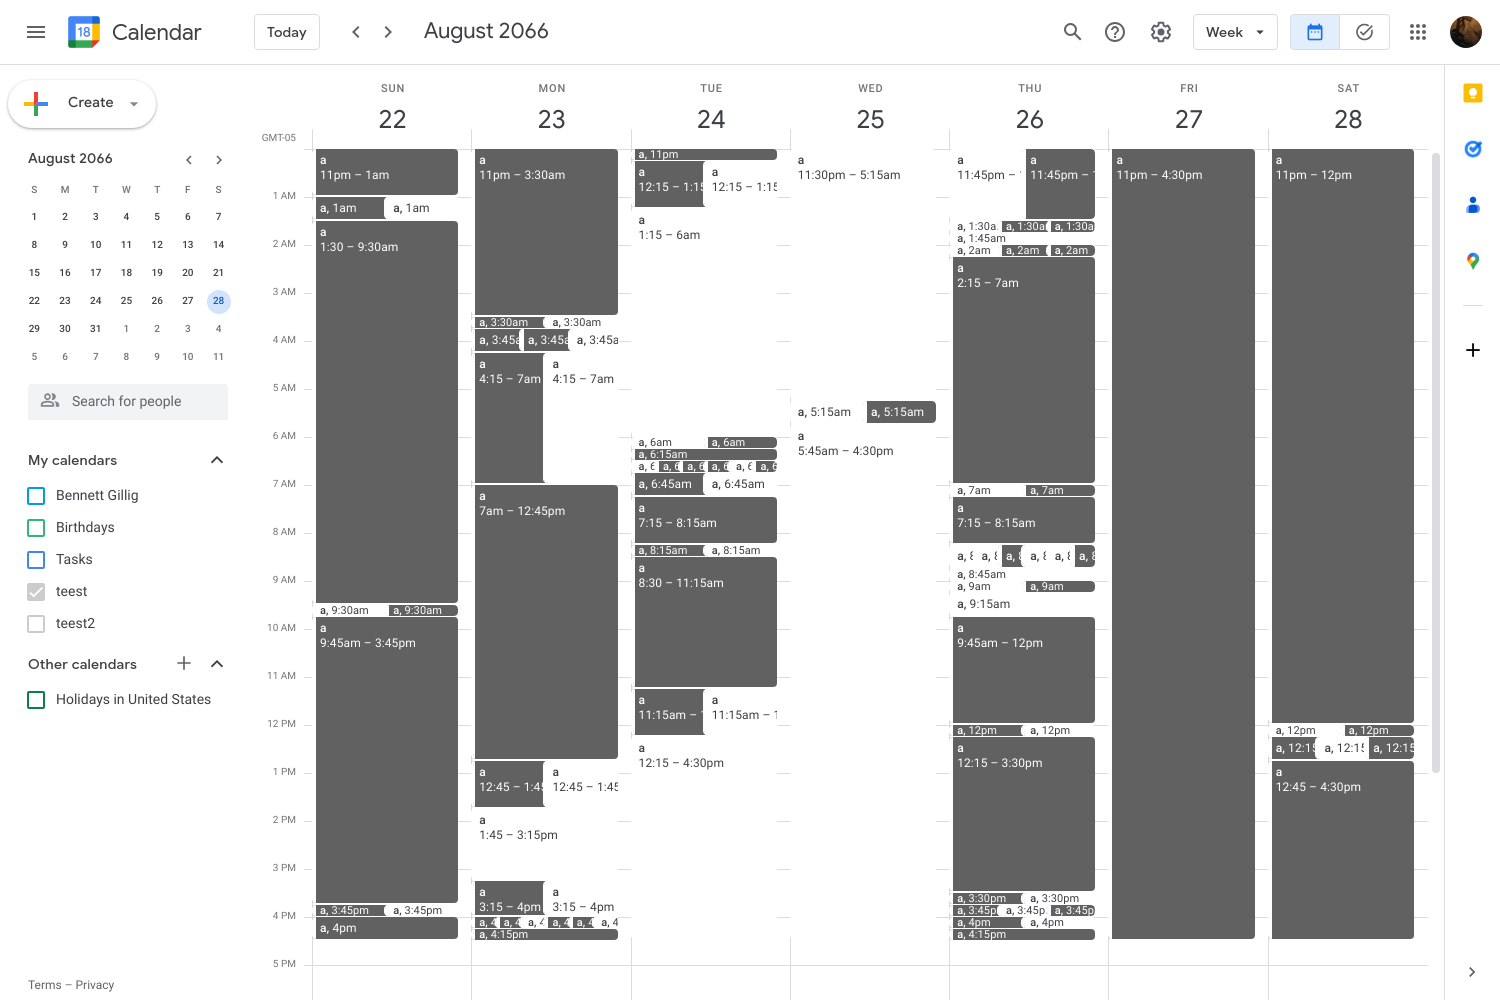 18 Calendar Today August 2066 Week
Create
August 2066
S M T W T F S
1 2 3 4 5 6 7
8 9 10 11 12 13 14
15 16 17 18 19 20 21
22 23 24 25 26 27 28
29 30 31 1 2 3 4
5 6 7 8 9 10 11
Search for people
My calendars
Bennett Gillig
Birthdays
Tasks
teest
teest2
Other calendars
Holidays in United States
Terms – Privacy
GMT-05
1 AM
2 AM
3 AM
4 AM
5 AM
6 AM
7 AM
8 AM
9 AM
10 AM
11 AM
12 PM
1 PM
2 PM
3 PM
4 PM
5 PM
SUN
22
a
11pm – 1am
a, 1am a, 1am
a
1:30 – 9:30am
a, 9:30am a, 9:30am
a
9:45am – 3:45pm
a, 3:45pm a, 3:45pm
a, 4pm
MON
23
a
11pm – 3:30am
a, 3:30am a, 3:30am
a, 3:45a a, 3:45a a, 3:45a
a a
4:15 – 7am 4:15 – 7am
a
7am – 12:45pm
a a
12:45 – 1:45 12:45 – 1:45
a
1:45 – 3:15pm
a a
3:15 – 4pm 3:15 – 4pm
a, 4 a, 4 a, 4 a, 4 a, 4 a, 4
a, 4:15pm
TUE
24
a, 11pm
a a
12:15 – 1:15 12:15 – 1:15
a
1:15 – 6am
a, 6am a, 6am
a, 6:15am
a, 6 a, 6 a, 6 a, 6 a, 6 a, 6
a, 6:45am a, 6:45am
a
7:15 – 8:15am
a, 8:15am a, 8:15am
a
8:30 – 11:15am
a a
11:15am – 1 11:15am – 1
a
12:15 – 4:30pm
WED
25
a
11:30pm – 5:15am
a, 5:15am a, 5:15am
a
5:45am – 4:30pm
THU
26
a a
11:45pm – 11:45pm –
a, 1:30a a, 1:30a a, 1:30a
a, 1:45am
a, 2am a, 2am a, 2am
a
2:15 – 7am
a, 7am a, 7am
a
7:15 – 8:15am
a, 8 a, 8 a, 8 a, 8 a, 8 a, 8
a, 8:45am
a, 9am a, 9am
a, 9:15am
a
9:45am – 12pm
a, 12pm a, 12pm
a
12:15 – 3:30pm
a, 3:30pm a, 3:30pm
a, 3:45p a, 3:45p a, 3:45p
a, 4pm a, 4pm
a, 4:15pm
FRI
27
a
11pm – 4:30pm
SAT
28
a
11pm – 12pm
a, 12pm a, 12pm
a, 12:15 a, 12:15 a, 12:15
a
12:45 – 4:30pm